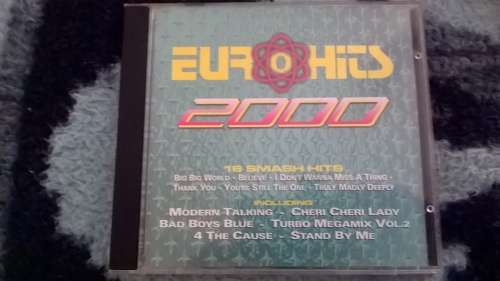 EUROHITS
2000
16 SMASH HITS
BIG BIG WORLD - BELIEVE - I DON'T WANNA MISS A THING -
THANK YOU - YOU'RE STILL THE ONE - TRULY MADLY DEEPLY
INCLUDING
MODERN TALKING - CHERI CHERI LADY
BAD BOYS BLUE - TURBO MEGAMIX VOL.2
4 THE CAUSE - STAND BY ME